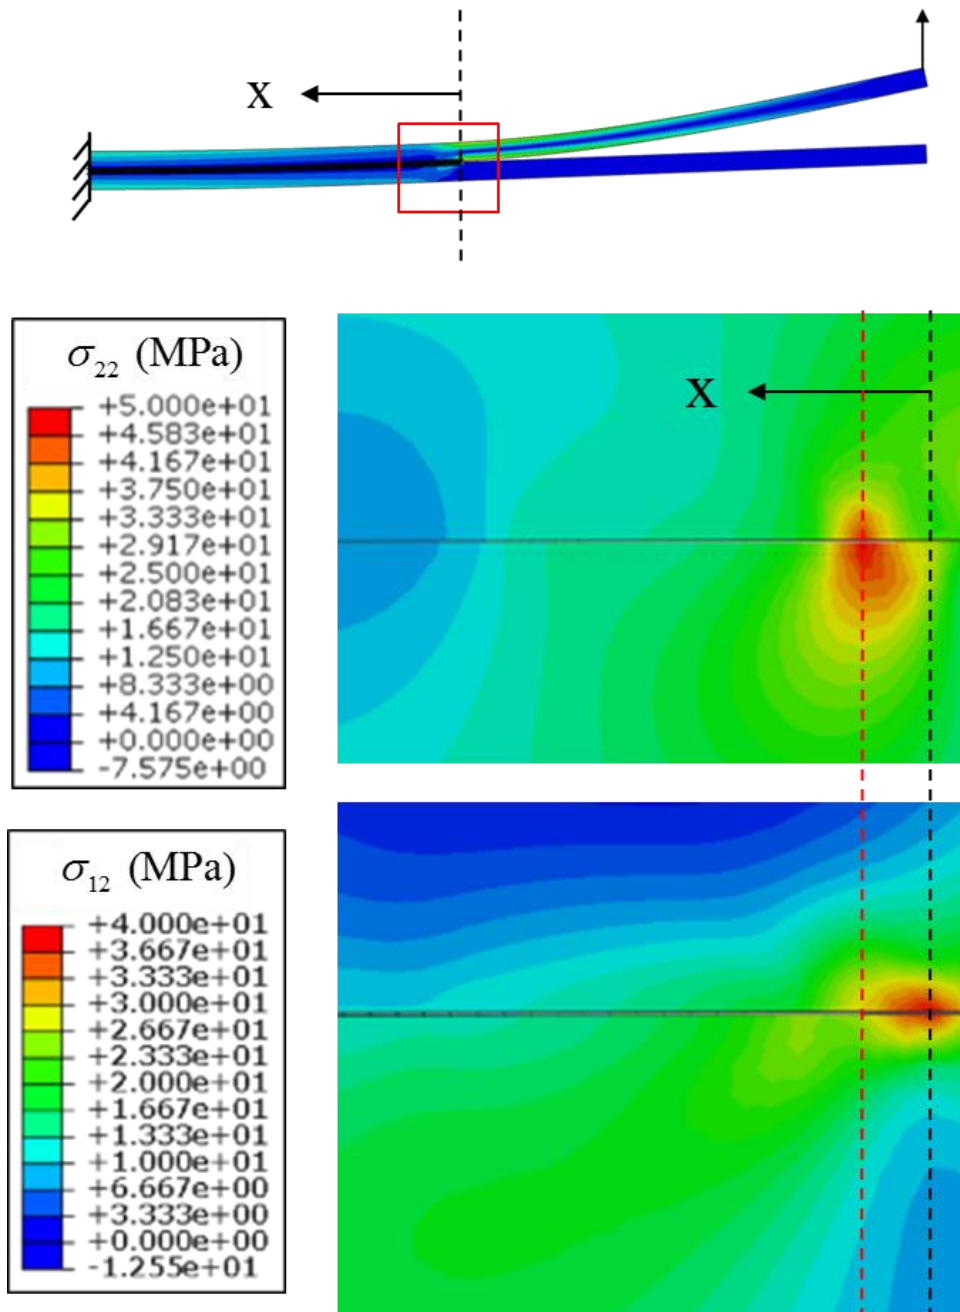 X
σ22 (MPa)
+5.000e+01
+4.583e+01
+4.167e+01
+3.750e+01
+3.333e+01
+2.917e+01
+2.500e+01
+2.083e+01
+1.667e+01
+1.250e+01
+8.333e+00
+4.167e+00
+0.000e+00
-7.575e+00
X
σ12 (MPa)
+4.000e+01
+3.667e+01
+3.333e+01
+3.000e+01
+2.667e+01
+2.333e+01
+2.000e+01
+1.667e+01
+1.333e+01
+1.000e+01
+6.667e+00
+3.333e+00
+0.000e+00
-1.255e+01